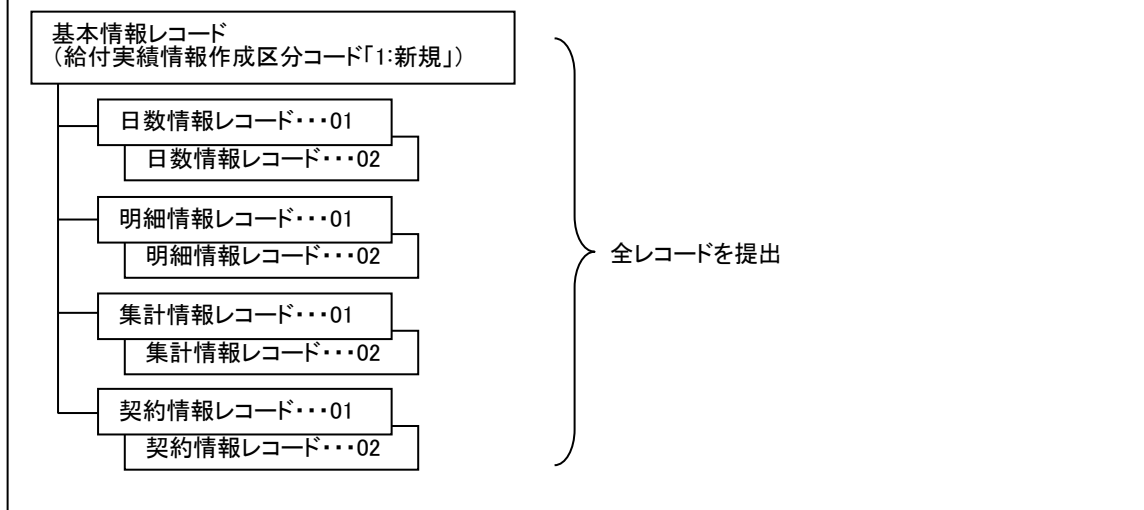 基本情報レコード
(給付実績情報作成区分コード「1:新規」)
日数情報レコード･･･01
日数情報レコード･･･02
明細情報レコード･･･01
明細情報レコード･･･02
全レコードを提出
集計情報レコード･･･01
集計情報レコード･･･02
契約情報レコード･･･01
契約情報レコード･･･02